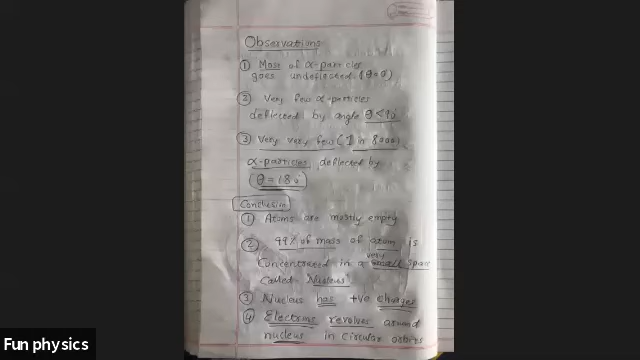 Observations
① Most of α-particles
goes undeflected (θ=0)
② Very few α-particles
deflected by angle θ<90°
③ Very very few (1 in 8000)
α-particles deflected by
θ = 180°
Conclusion
① Atoms are mostly empty
② 99% of mass of atom is
concentrated in a very small space
called Nucleus
③ Nucleus has +ve charges
④ Electrons revolves around
nucleus in circular orbits
Fun physics